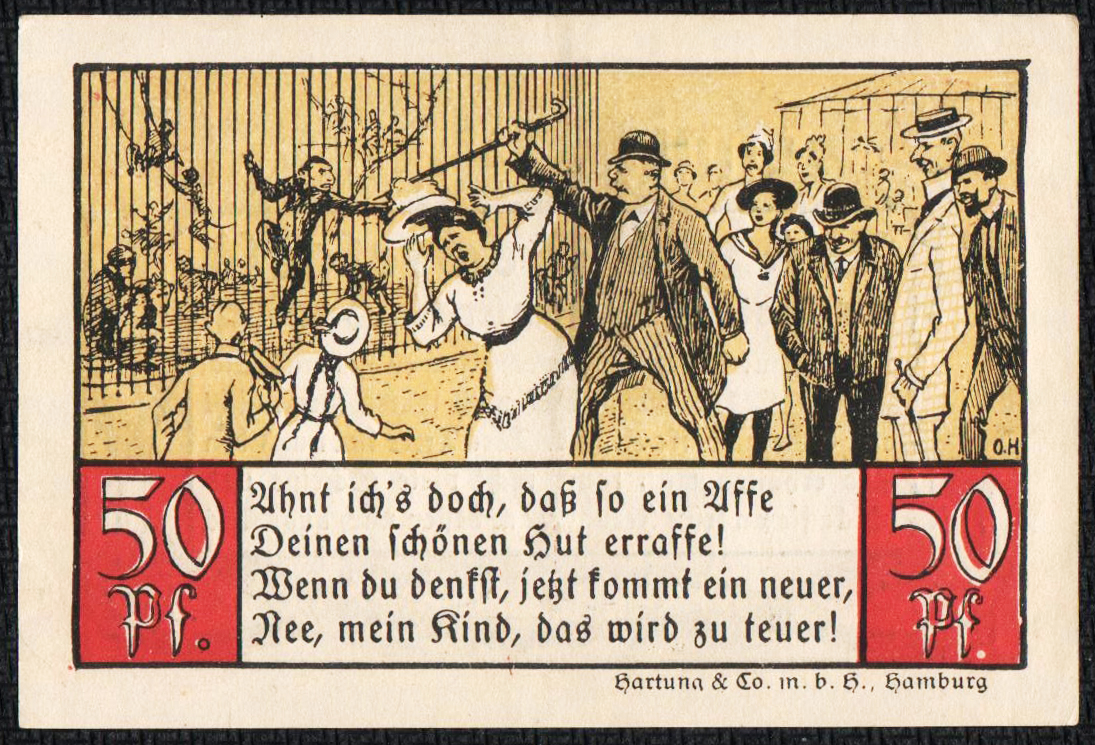 O.H
50
Pf.
Ahnt ich's doch, daß so ein Affe
Deinen schönen Hut erraffe!
Wenn du denkst, jetzt kommt ein neuer,
Nee, mein Kind, das wird zu teuer!
50
Pf.
Hartung & Co. m. b. H., Hamburg